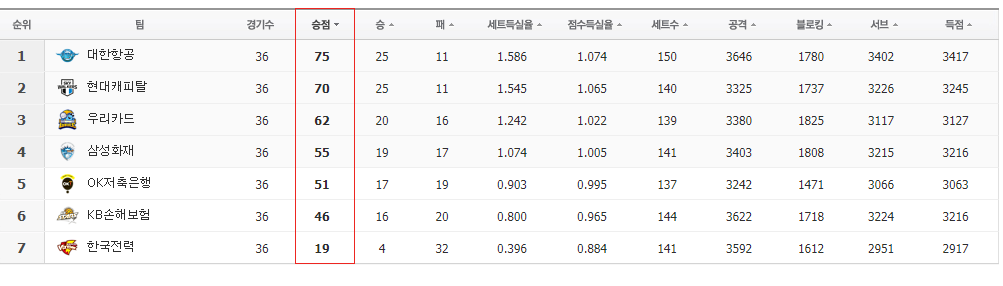 순위 팀 경기수 승점 승 패 세트득실율 점수득실율 세트수 공격 블로킹 서브 득점
1 대한항공 36 75 25 11 1.586 1.074 150 3646 1780 3402 3417
2 현대캐피탈 36 70 25 11 1.545 1.065 140 3325 1737 3226 3245
3 우리카드 36 62 20 16 1.242 1.022 139 3380 1825 3117 3127
4 삼성화재 36 55 19 17 1.074 1.005 141 3403 1808 3215 3216
5 OK저축은행 36 51 17 19 0.903 0.995 137 3242 1471 3066 3063
6 KB손해보험 36 46 16 20 0.800 0.965 144 3622 1718 3224 3216
7 한국전력 36 19 4 32 0.396 0.884 141 3592 1612 2951 2917